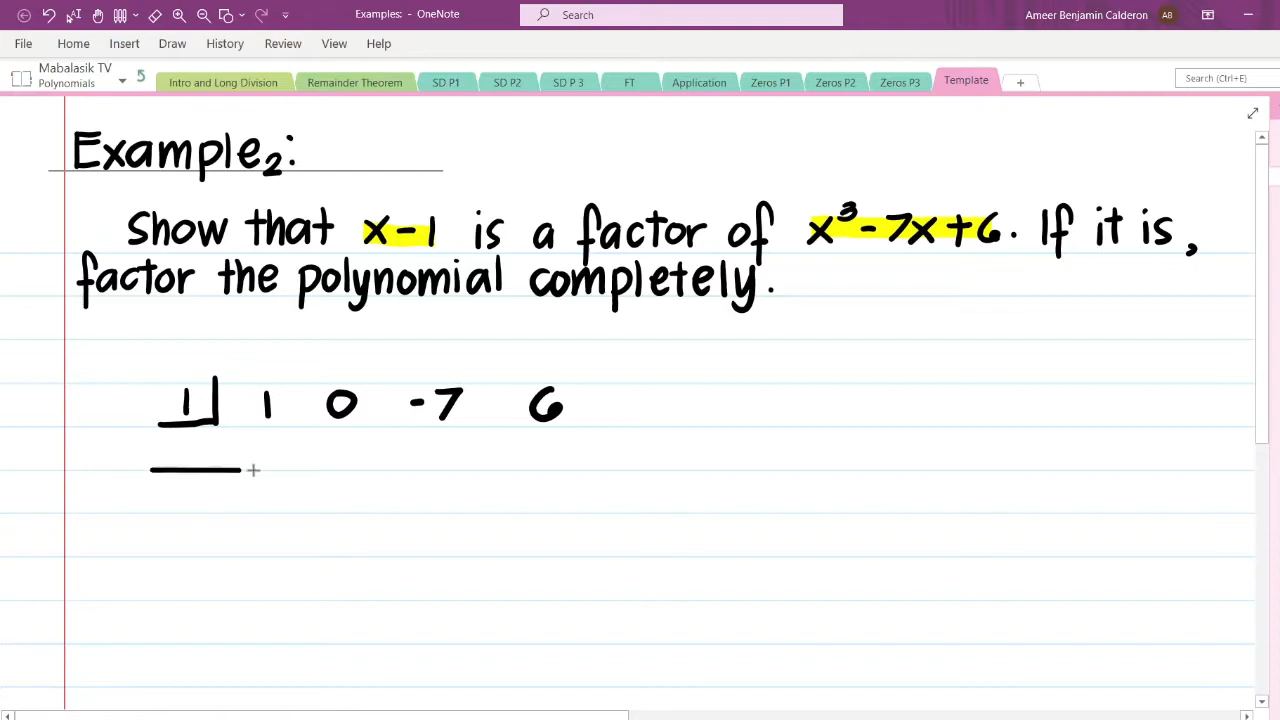 Examples: - OneNote
Search
Ameer Benjamin Calderon
AB
File Home Insert Draw History Review View Help
Mabalasik TV
Polynomials
Intro and Long Division
Remainder Theorem
SD P1
SD P2
SD P 3
FT
Application
Zeros P1
Zeros P2
Zeros P3
Template
+
Search (Ctrl+E)
Example₂:
Show that x-1 is a factor of x³-7x+6. If it is,
factor the polynomial completely.
1 1 0 -7 6